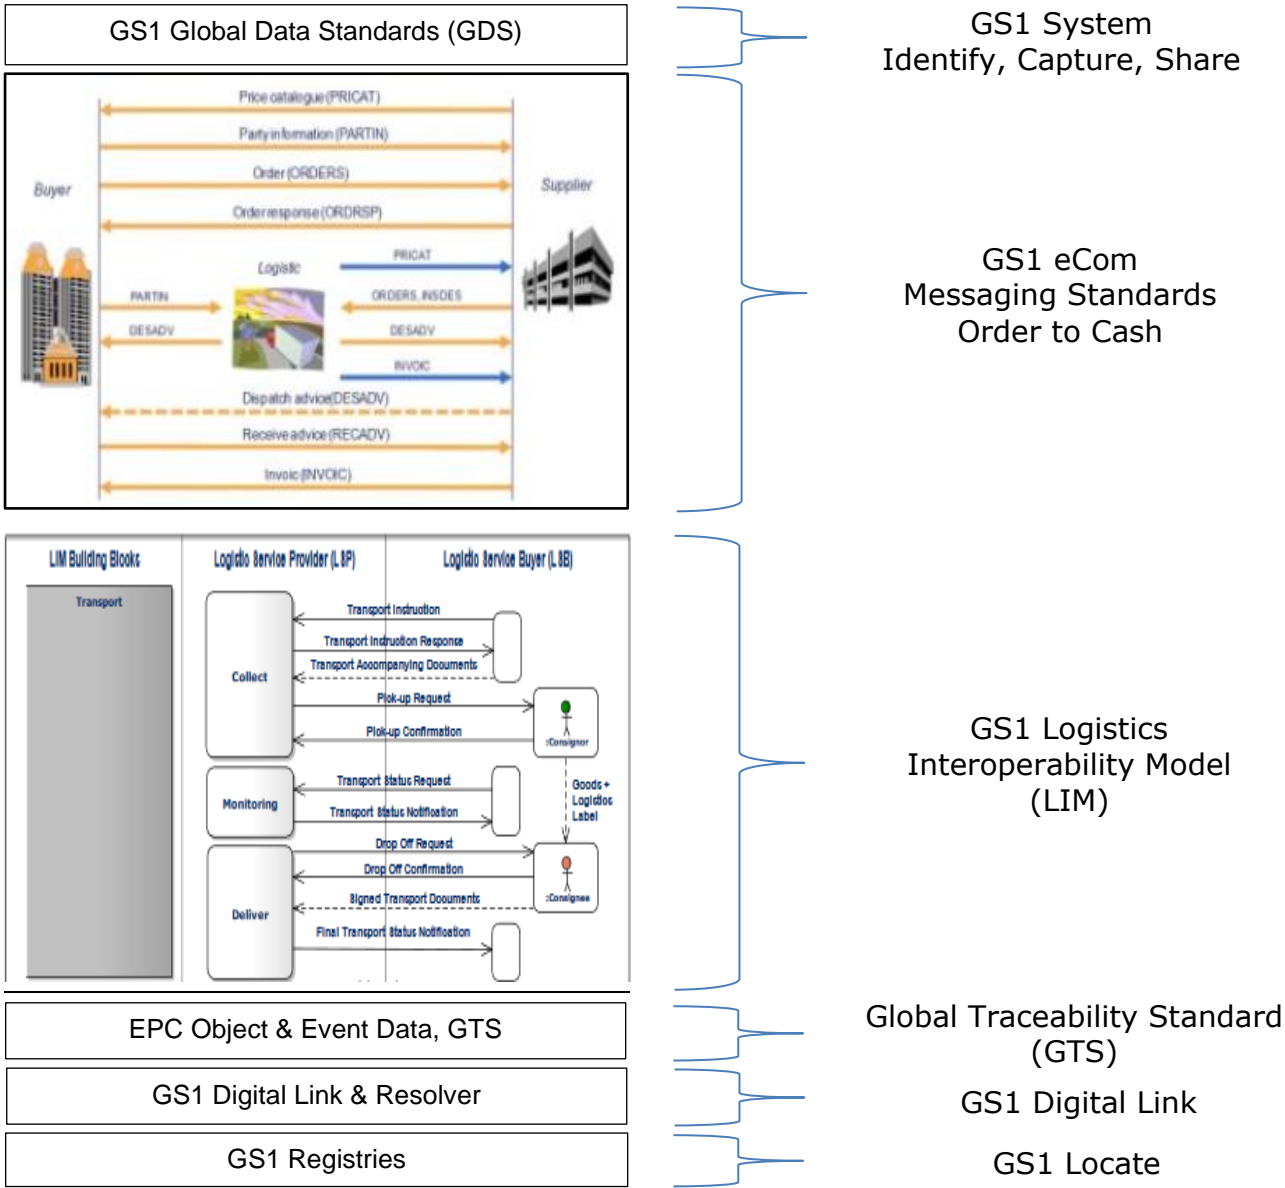 GS1 Global Data Standards (GDS)
GS1 System
Identify, Capture, Share
Price catalogue (PRICAT)
Party information (PARTIN)
Order (ORDERS)
Order response (ORDRSP)
Buyer
Supplier
Logistic
PRICAT
PARTIN
ORDERS, INSDES
DESADV
DESADV
INVOIC
Dispatch advice(DESADV)
Receive advice (RECADV)
Invoic (INVOIC)
GS1 eCom
Messaging Standards
Order to Cash
LIM Building Blocks
Logistic Service Provider (LSP)
Logistic Service Buyer (LSB)
Transport
Collect
Transport Instruction
Transport Instruction Response
Transport Accompanying Documents
Pick-up Request
Pick-up Confirmation
:Consignor
Monitoring
Transport Status Request
Transport Status Notification
Goods +
Logistics
Label
Deliver
Drop Off Request
Drop Off Confirmation
Signed Transport Documents
:Consignee
Final Transport Status Notification
GS1 Logistics
Interoperability Model
(LIM)
EPC Object & Event Data, GTS
Global Traceability Standard
(GTS)
GS1 Digital Link & Resolver
GS1 Digital Link
GS1 Registries
GS1 Locate